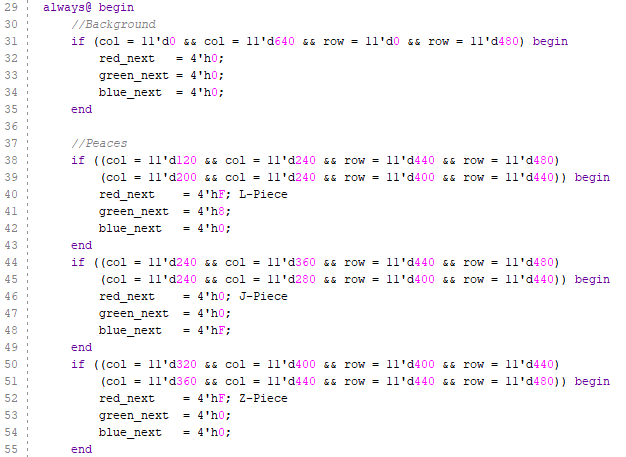 29 always@ begin
30 //Background
31 if (col = 11'd0 && col = 11'd640 && row = 11'd0 && row = 11'd480) begin
32 red_next = 4'h0;
33 green_next = 4'h0;
34 blue_next = 4'h0;
35 end
36
37 //Peaces
38 if ((col = 11'd120 && col = 11'd240 && row = 11'd440 && row = 11'd480)
39 (col = 11'd200 && col = 11'd240 && row = 11'd400 && row = 11'd440)) begin
40 red_next = 4'hF; L-Piece
41 green_next = 4'h8;
42 blue_next = 4'h0;
43 end
44 if ((col = 11'd240 && col = 11'd360 && row = 11'd440 && row = 11'd480)
45 (col = 11'd240 && col = 11'd280 && row = 11'd400 && row = 11'd440)) begin
46 red_next = 4'h0; J-Piece
47 green_next = 4'h0;
48 blue_next = 4'hF;
49 end
50 if ((col = 11'd320 && col = 11'd400 && row = 11'd400 && row = 11'd440)
51 (col = 11'd360 && col = 11'd440 && row = 11'd440 && row = 11'd480)) begin
52 red_next = 4'hF; Z-Piece
53 green_next = 4'h0;
54 blue_next = 4'h0;
55 end